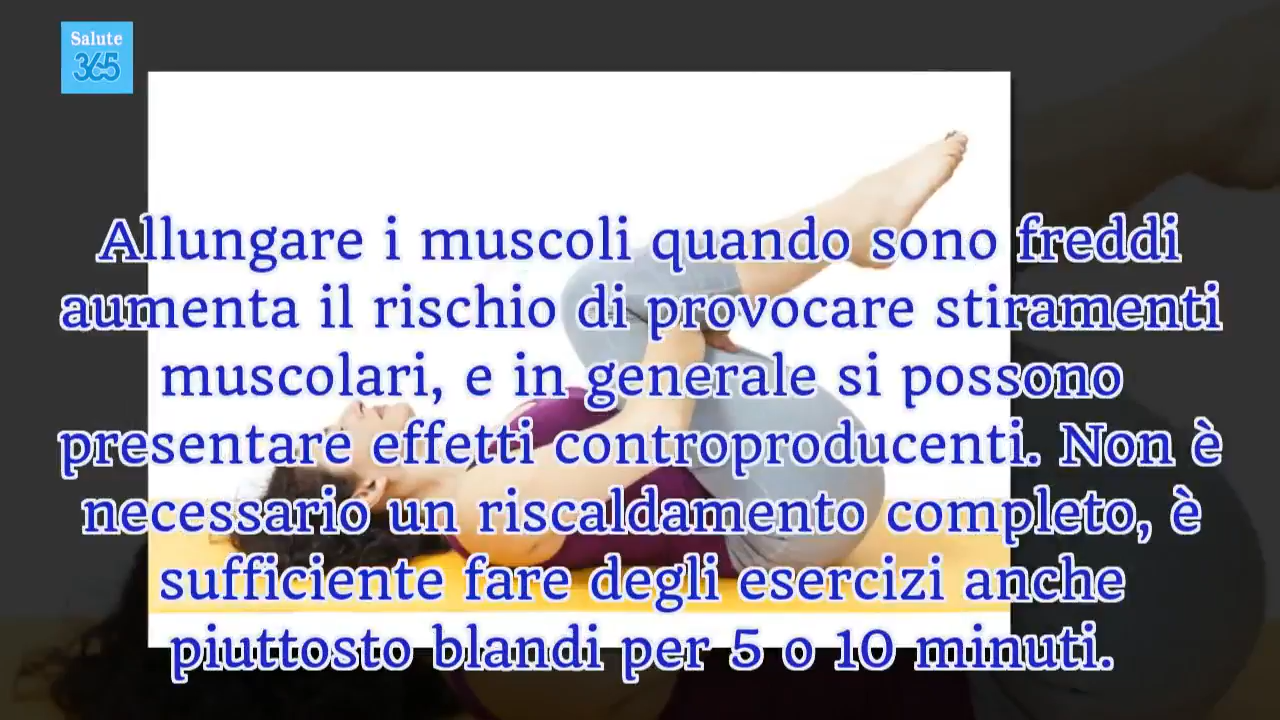 Salute
365
Allungare i muscoli quando sono freddi
aumenta il rischio di provocare stiramenti
muscolari, e in generale si possono
presentare effetti controproducenti. Non è
necessario un riscaldamento completo, è
sufficiente fare degli esercizi anche
piuttosto blandi per 5 o 10 minuti.